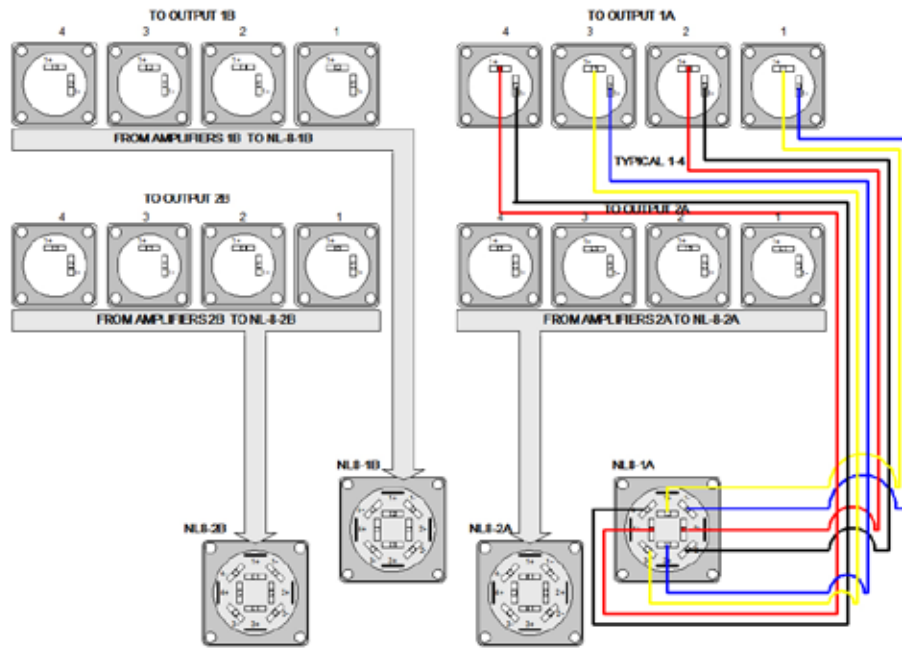 TO OUTPUT 1B
4 3 2 1
FROM AMPLIFIERS 1B TO NL-8-1B
TO OUTPUT 1A
4 3 2 1
TYPICAL 1-4
TO OUTPUT 2B
4 3 2 1
FROM AMPLIFIERS 2B TO NL-8-2B
TO OUTPUT 2A
4 3 2 1
FROM AMPLIFIERS 2A TO NL-8-2A
NL8-1B
NL8-1A
NL8-2B
NL8-2A